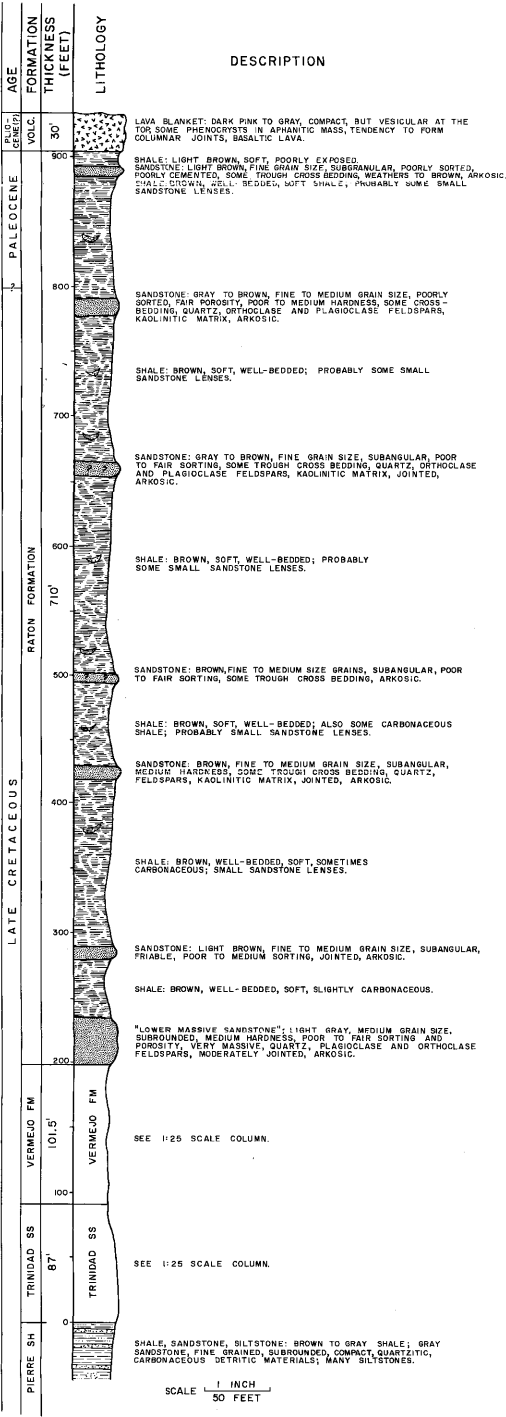 AGE
FORMATION
THICKNESS
(FEET)
LITHOLOGY
DESCRIPTION
PLIO-
CENE(?)
VOLC.
30'
LAVA BLANKET: DARK PINK TO GRAY, COMPACT, BUT VESICULAR AT THE
TOP, SOME PHENOCRYSTS IN APHANITIC MASS, TENDENCY TO FORM
COLUMNAR JOINTS, BASALTIC LAVA.
900
SHALE: LIGHT BROWN, SOFT, POORLY EXPOSED.
SANDSTONE: LIGHT BROWN, FINE GRAIN SIZE, SUBGRANULAR, POORLY SORTED,
POORLY CEMENTED, SOME TROUGH CROSS BEDDING, WEATHERS TO BROWN, ARKOSIC.
SHALE: BROWN, WELL-BEDDED, SOFT SHALE; PROBABLY SOME SMALL
SANDSTONE LENSES.
PALEOCENE
?
800
SANDSTONE: GRAY TO BROWN, FINE TO MEDIUM GRAIN SIZE, POORLY
SORTED, FAIR POROSITY, POOR TO MEDIUM HARDNESS, SOME CROSS-
BEDDING, QUARTZ, ORTHOCLASE AND PLAGIOCLASE FELDSPARS,
KAOLINITIC MATRIX, ARKOSIC.
SHALE: BROWN, SOFT, WELL-BEDDED; PROBABLY SOME SMALL
SANDSTONE LENSES.
700
SANDSTONE: GRAY TO BROWN, FINE GRAIN SIZE, SUBANGULAR, POOR
TO FAIR SORTING, SOME TROUGH CROSS BEDDING, QUARTZ, ORTHOCLASE
AND PLAGIOCLASE FELDSPARS, KAOLINITIC MATRIX, JOINTED,
ARKOSIC.
? ?
600
RATON FORMATION
710'
SHALE: BROWN, SOFT, WELL-BEDDED; PROBABLY
SOME SMALL SANDSTONE LENSES.
500
SANDSTONE: BROWN, FINE TO MEDIUM SIZE GRAINS, SUBANGULAR, POOR
TO FAIR SORTING, SOME TROUGH CROSS BEDDING, ARKOSIC.
? ?
SHALE: BROWN, SOFT, WELL-BEDDED; ALSO SOME CARBONACEOUS
SHALE; PROBABLY SMALL SANDSTONE LENSES.
SANDSTONE: BROWN, FINE TO MEDIUM GRAIN SIZE, SUBANGULAR,
MEDIUM HARDNESS, SOME TROUGH CROSS BEDDING, QUARTZ,
FELDSPARS, KAOLINITIC MATRIX, JOINTED, ARKOSIC.
400
LATE CRETACEOUS
SHALE: BROWN, WELL-BEDDED, SOFT, SOMETIMES
CARBONACEOUS; SMALL SANDSTONE LENSES.
300
SANDSTONE: LIGHT BROWN, FINE TO MEDIUM GRAIN SIZE, SUBANGULAR,
FRIABLE, POOR TO MEDIUM SORTING, JOINTED, ARKOSIC.
SHALE: BROWN, WELL-BEDDED, SOFT, SLIGHTLY CARBONACEOUS.
"LOWER MASSIVE SANDSTONE"; LIGHT GRAY, MEDIUM GRAIN SIZE,
SUBROUNDED, MEDIUM HARDNESS, POOR TO FAIR SORTING AND
POROSITY, VERY MASSIVE, QUARTZ, PLAGIOCLASE AND ORTHOCLASE
FELDSPARS, MODERATELY JOINTED, ARKOSIC.
200
VERMEJO FM
101.5'
VERMEJO FM
SEE 1:25 SCALE COLUMN.
100
TRINIDAD SS
87'
TRINIDAD SS
SEE 1:25 SCALE COLUMN.
0
PIERRE SH
SHALE, SANDSTONE, SILTSTONE: BROWN TO GRAY SHALE; GRAY
SANDSTONE, FINE GRAINED, SUBROUNDED, COMPACT, QUARTZITIC,
CARBONACEOUS DETRITIC MATERIALS; MANY SILTSTONES.
SCALE 1 INCH
50 FEET